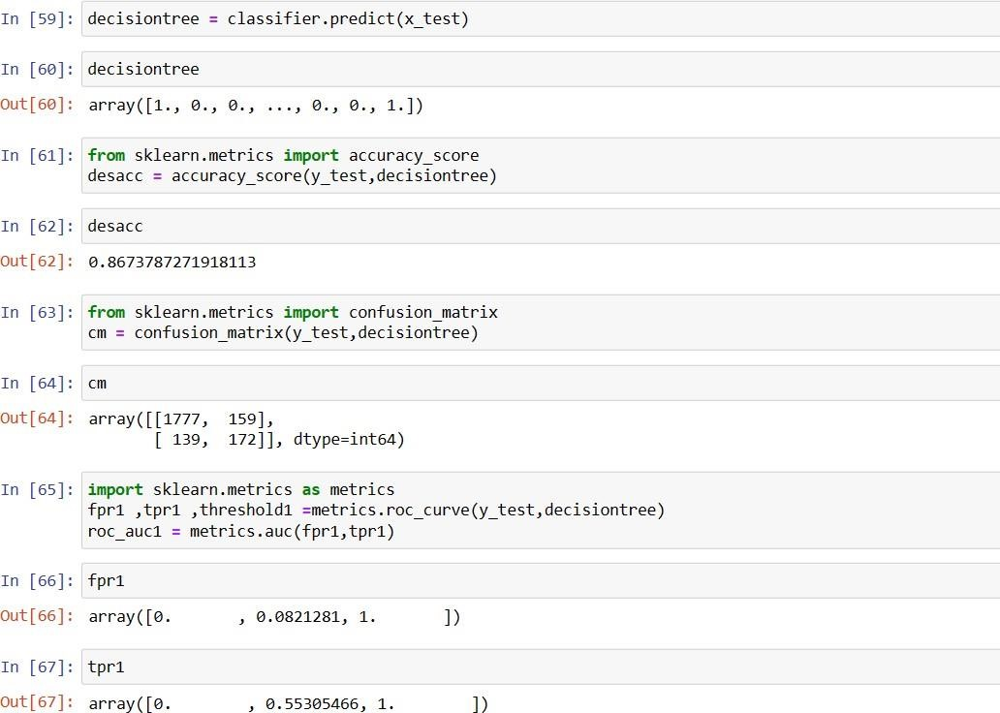 In [59]: decisiontree = classifier.predict(x_test)
In [60]: decisiontree
Out[60]: array([1., 0., 0., ..., 0., 0., 1.])
In [61]: from sklearn.metrics import accuracy_score
desacc = accuracy_score(y_test,decisiontree)
In [62]: desacc
Out[62]: 0.8673787271918113
In [63]: from sklearn.metrics import confusion_matrix
cm = confusion_matrix(y_test,decisiontree)
In [64]: cm
Out[64]: array([[1777,  159],
       [ 139,  172]], dtype=int64)
In [65]: import sklearn.metrics as metrics
fpr1 ,tpr1 ,threshold1 =metrics.roc_curve(y_test,decisiontree)
roc_auc1 = metrics.auc(fpr1,tpr1)
In [66]: fpr1
Out[66]: array([0.       , 0.0821281, 1.       ])
In [67]: tpr1
Out[67]: array([0.        , 0.55305466, 1.        ])